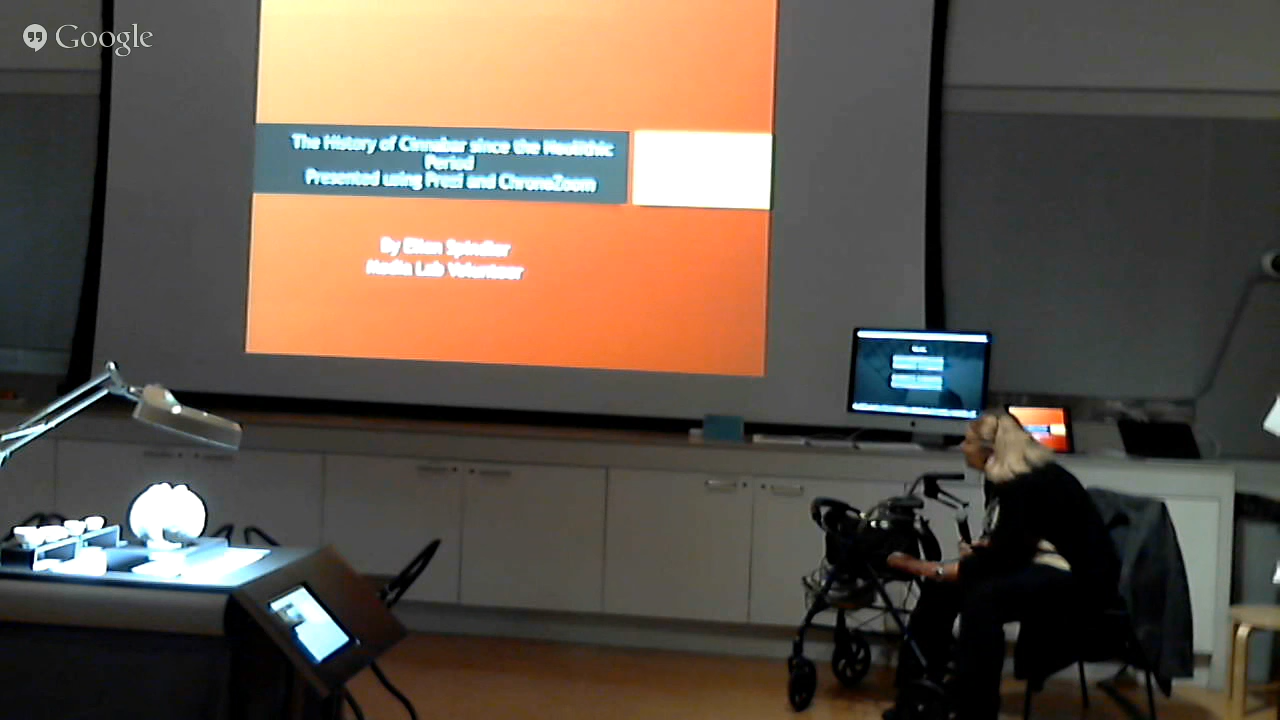 Google
The History of Cinnabar since the Neolithic
Period
Presented using Prezi and ChronoZoom
By Ellen Spindler
Media Lab Volunteer